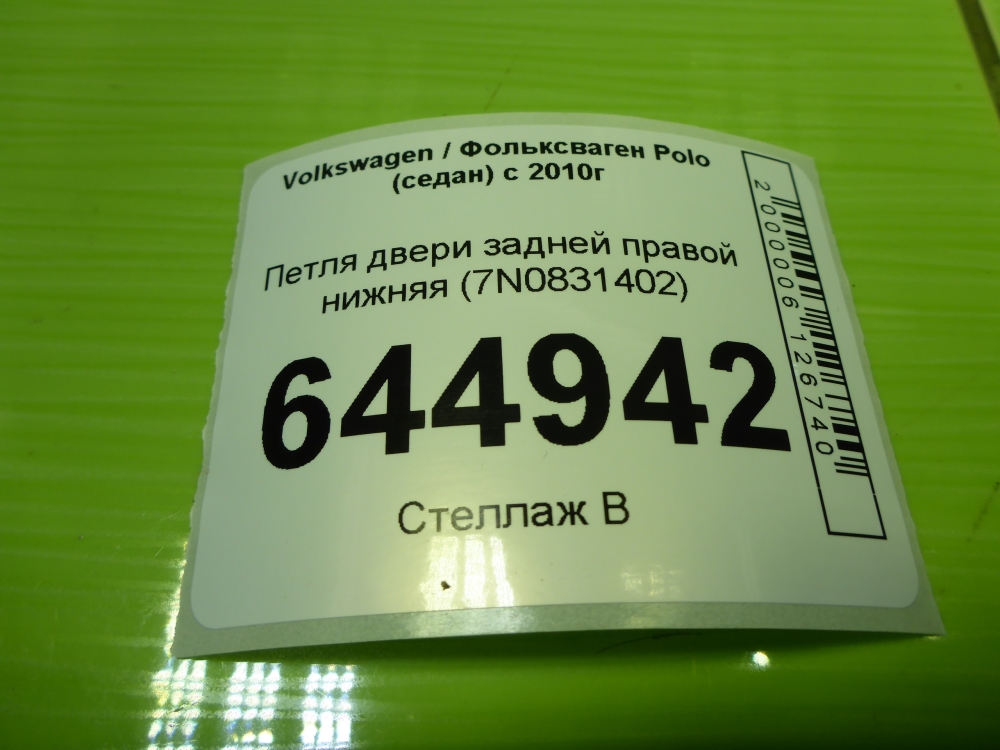 Volkswagen / Фольксваген Polo
(седан) с 2010г
Петля двери задней правой
нижняя (7N0831402)
644942
Стеллаж В
2000006126740